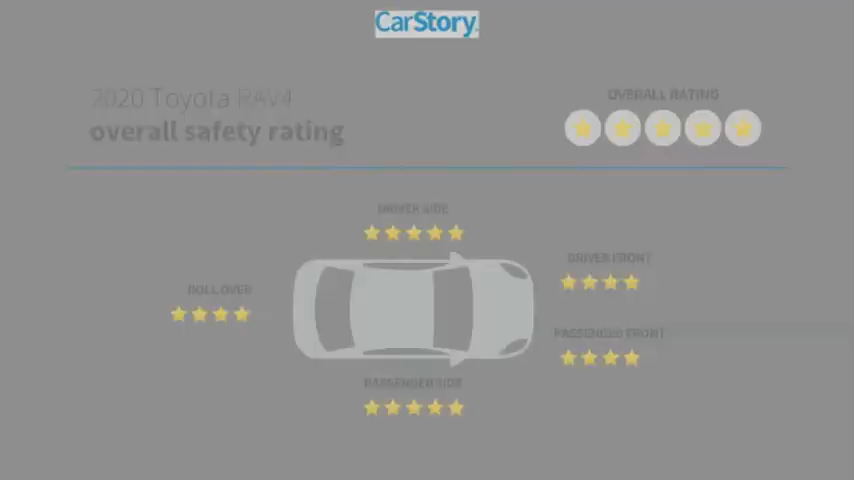 CarStory
2020 Toyota RAV4
overall safety rating
OVERALL RATING
DRIVER SIDE
DRIVER FRONT
ROLL OVER
PASSENGER FRONT
PASSENGER SIDE